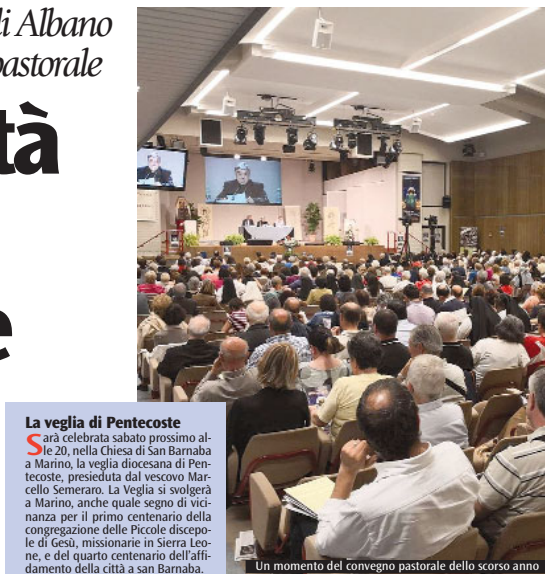 di Albano
pastorale
tà
e
La veglia di Pentecoste
Sarà celebrata sabato prossimo al-
le 20, nella Chiesa di San Barnaba
a Marino, la veglia diocesana di Pen-
tecoste, presieduta dal vescovo Mar-
cello Semeraro. La Veglia si svolgerà
a Marino, anche quale segno di vici-
nanza per il primo centenario della
congregazione delle Piccole discepo-
le di Gesù, missionarie in Sierra Leo-
ne, e del quarto centenario dell'affi-
damento della città a san Barnaba.
Un momento del convegno pastorale dello scorso anno